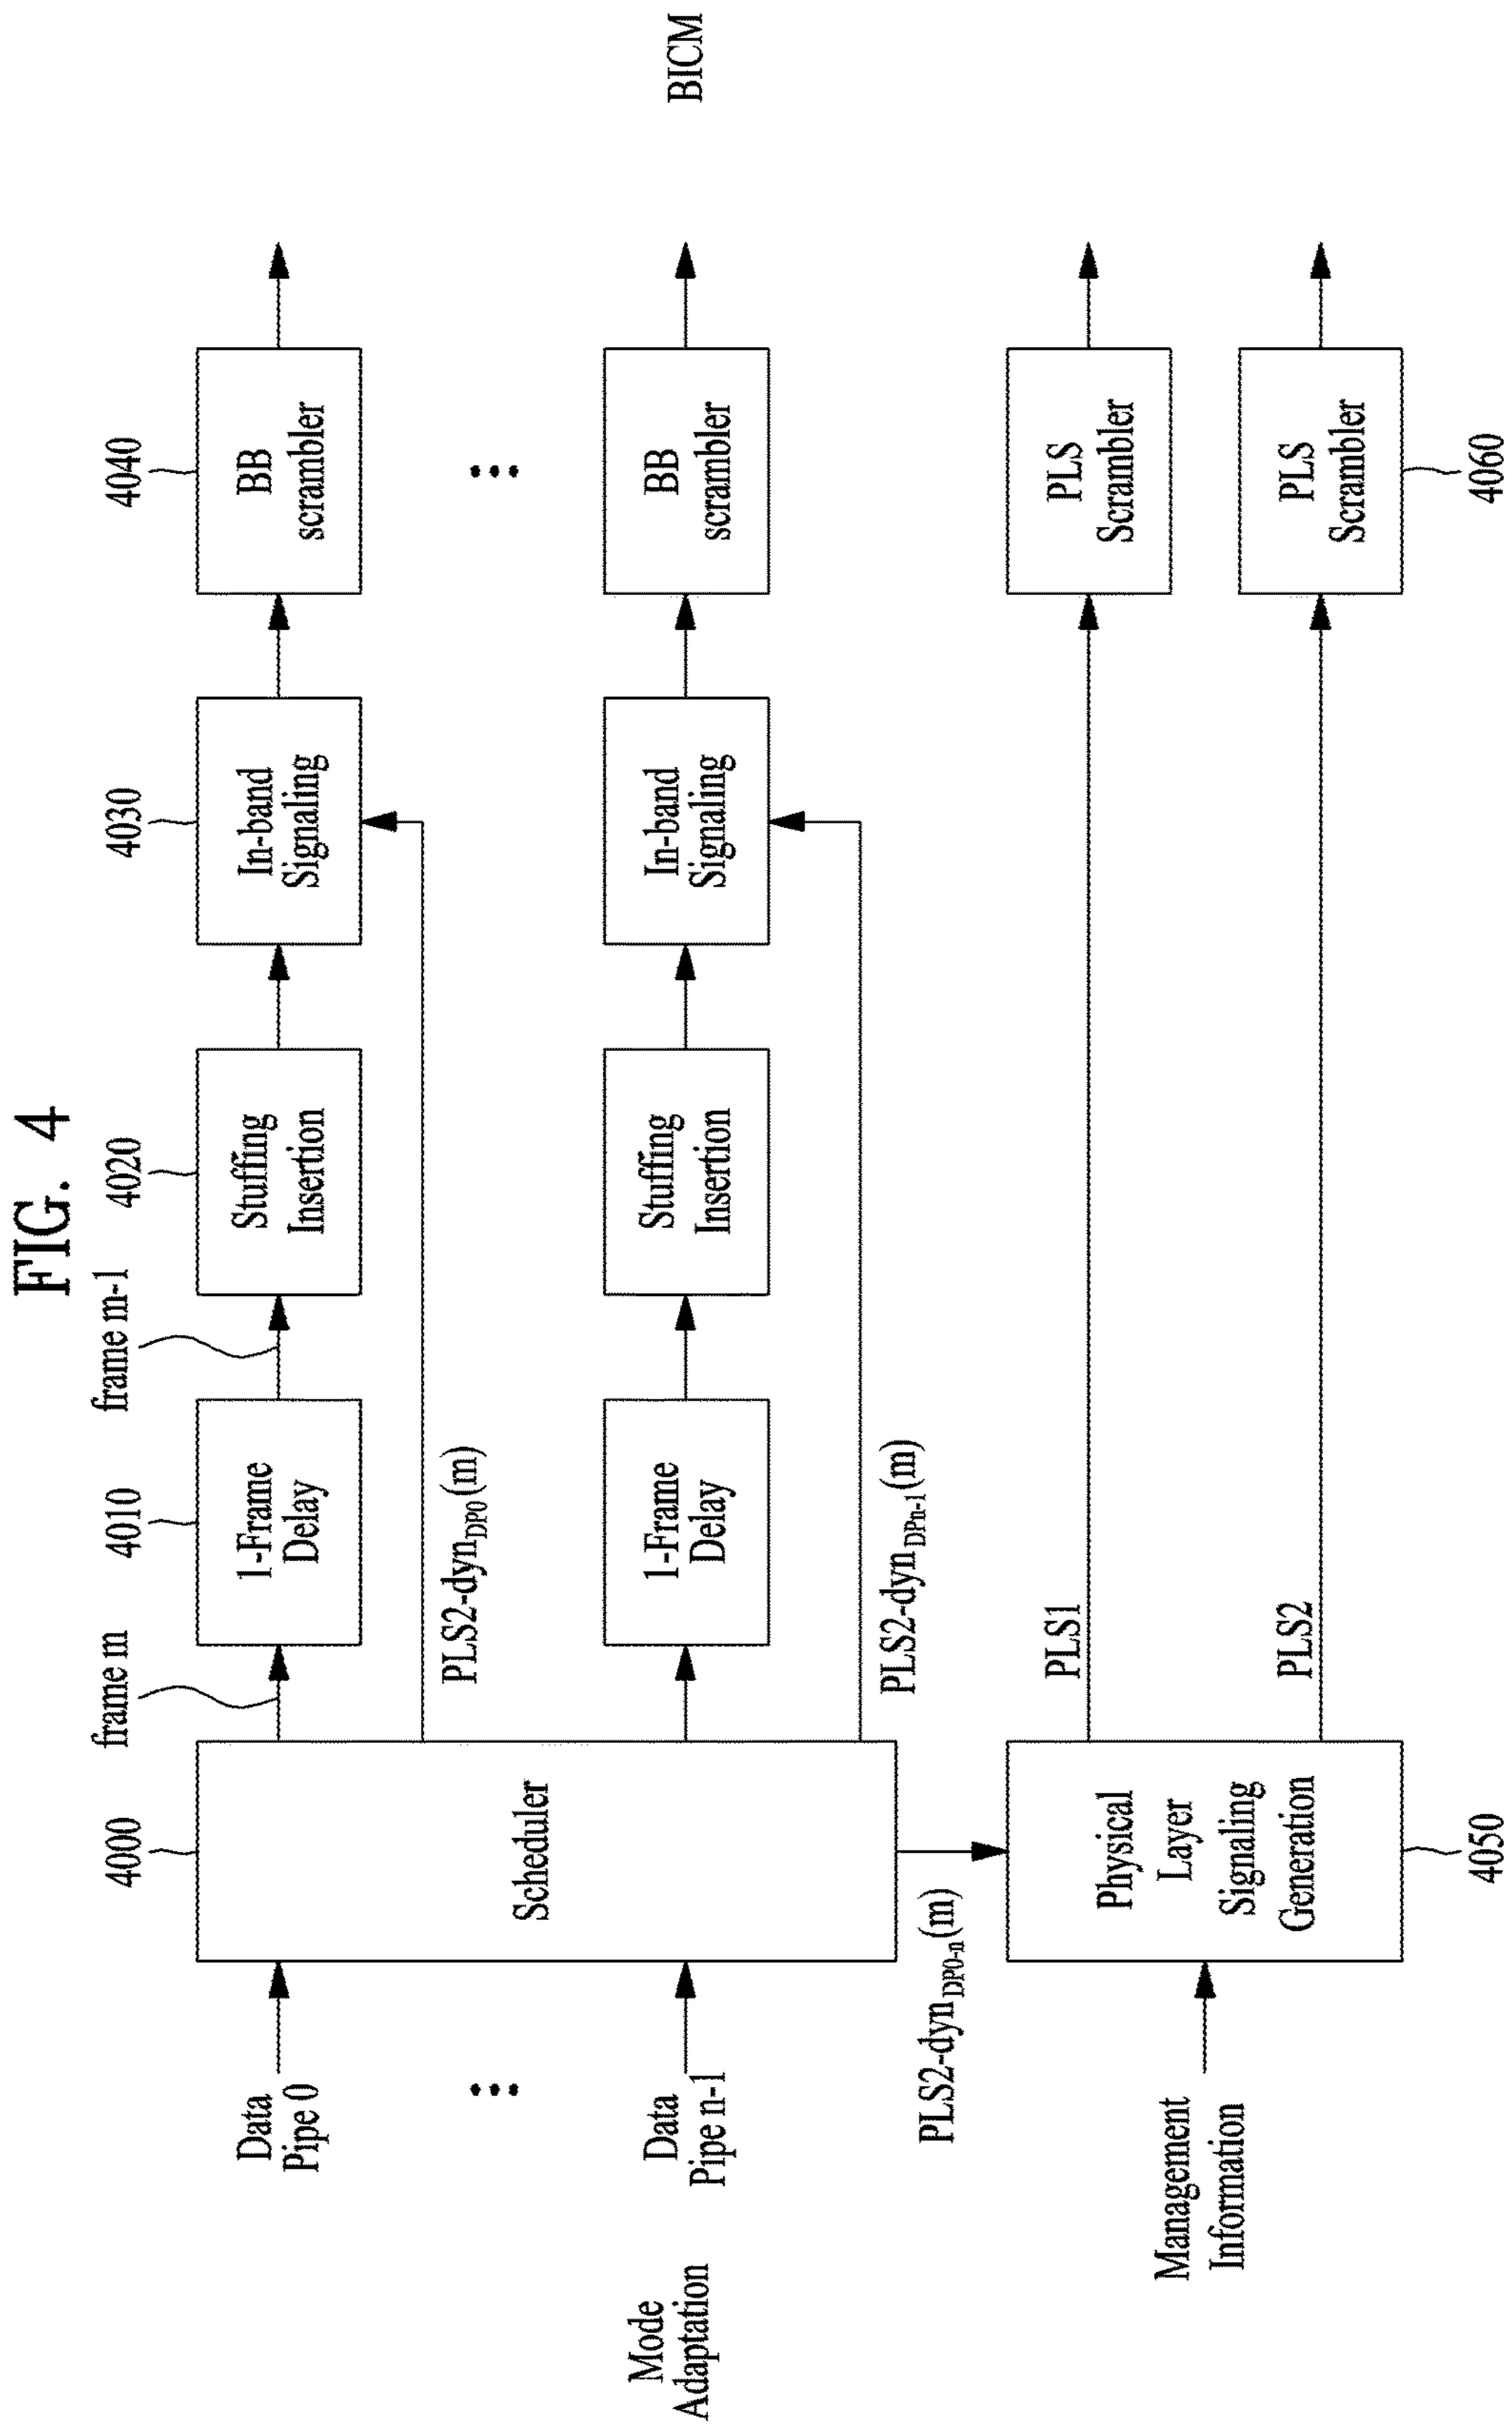 FIG. 4
4000
4010
4020
4030
4040
frame m
frame m-1
Data
Pipe 0
Scheduler
1-Frame
Delay
Stuffing
Insertion
In-band
Signaling
BB
scrambler
PLS2-dynDP0(m)
Mode
Adaptation
Data
Pipe n-1
1-Frame
Delay
Stuffing
Insertion
In-band
Signaling
BB
scrambler
BICM
PLS2-dynDPn-1(m)
PLS2-dynDP0-n(m)
Management
Information
Physical
Layer
Signaling
Generation
PLS1
PLS
Scrambler
PLS2
PLS
Scrambler
4050
4060